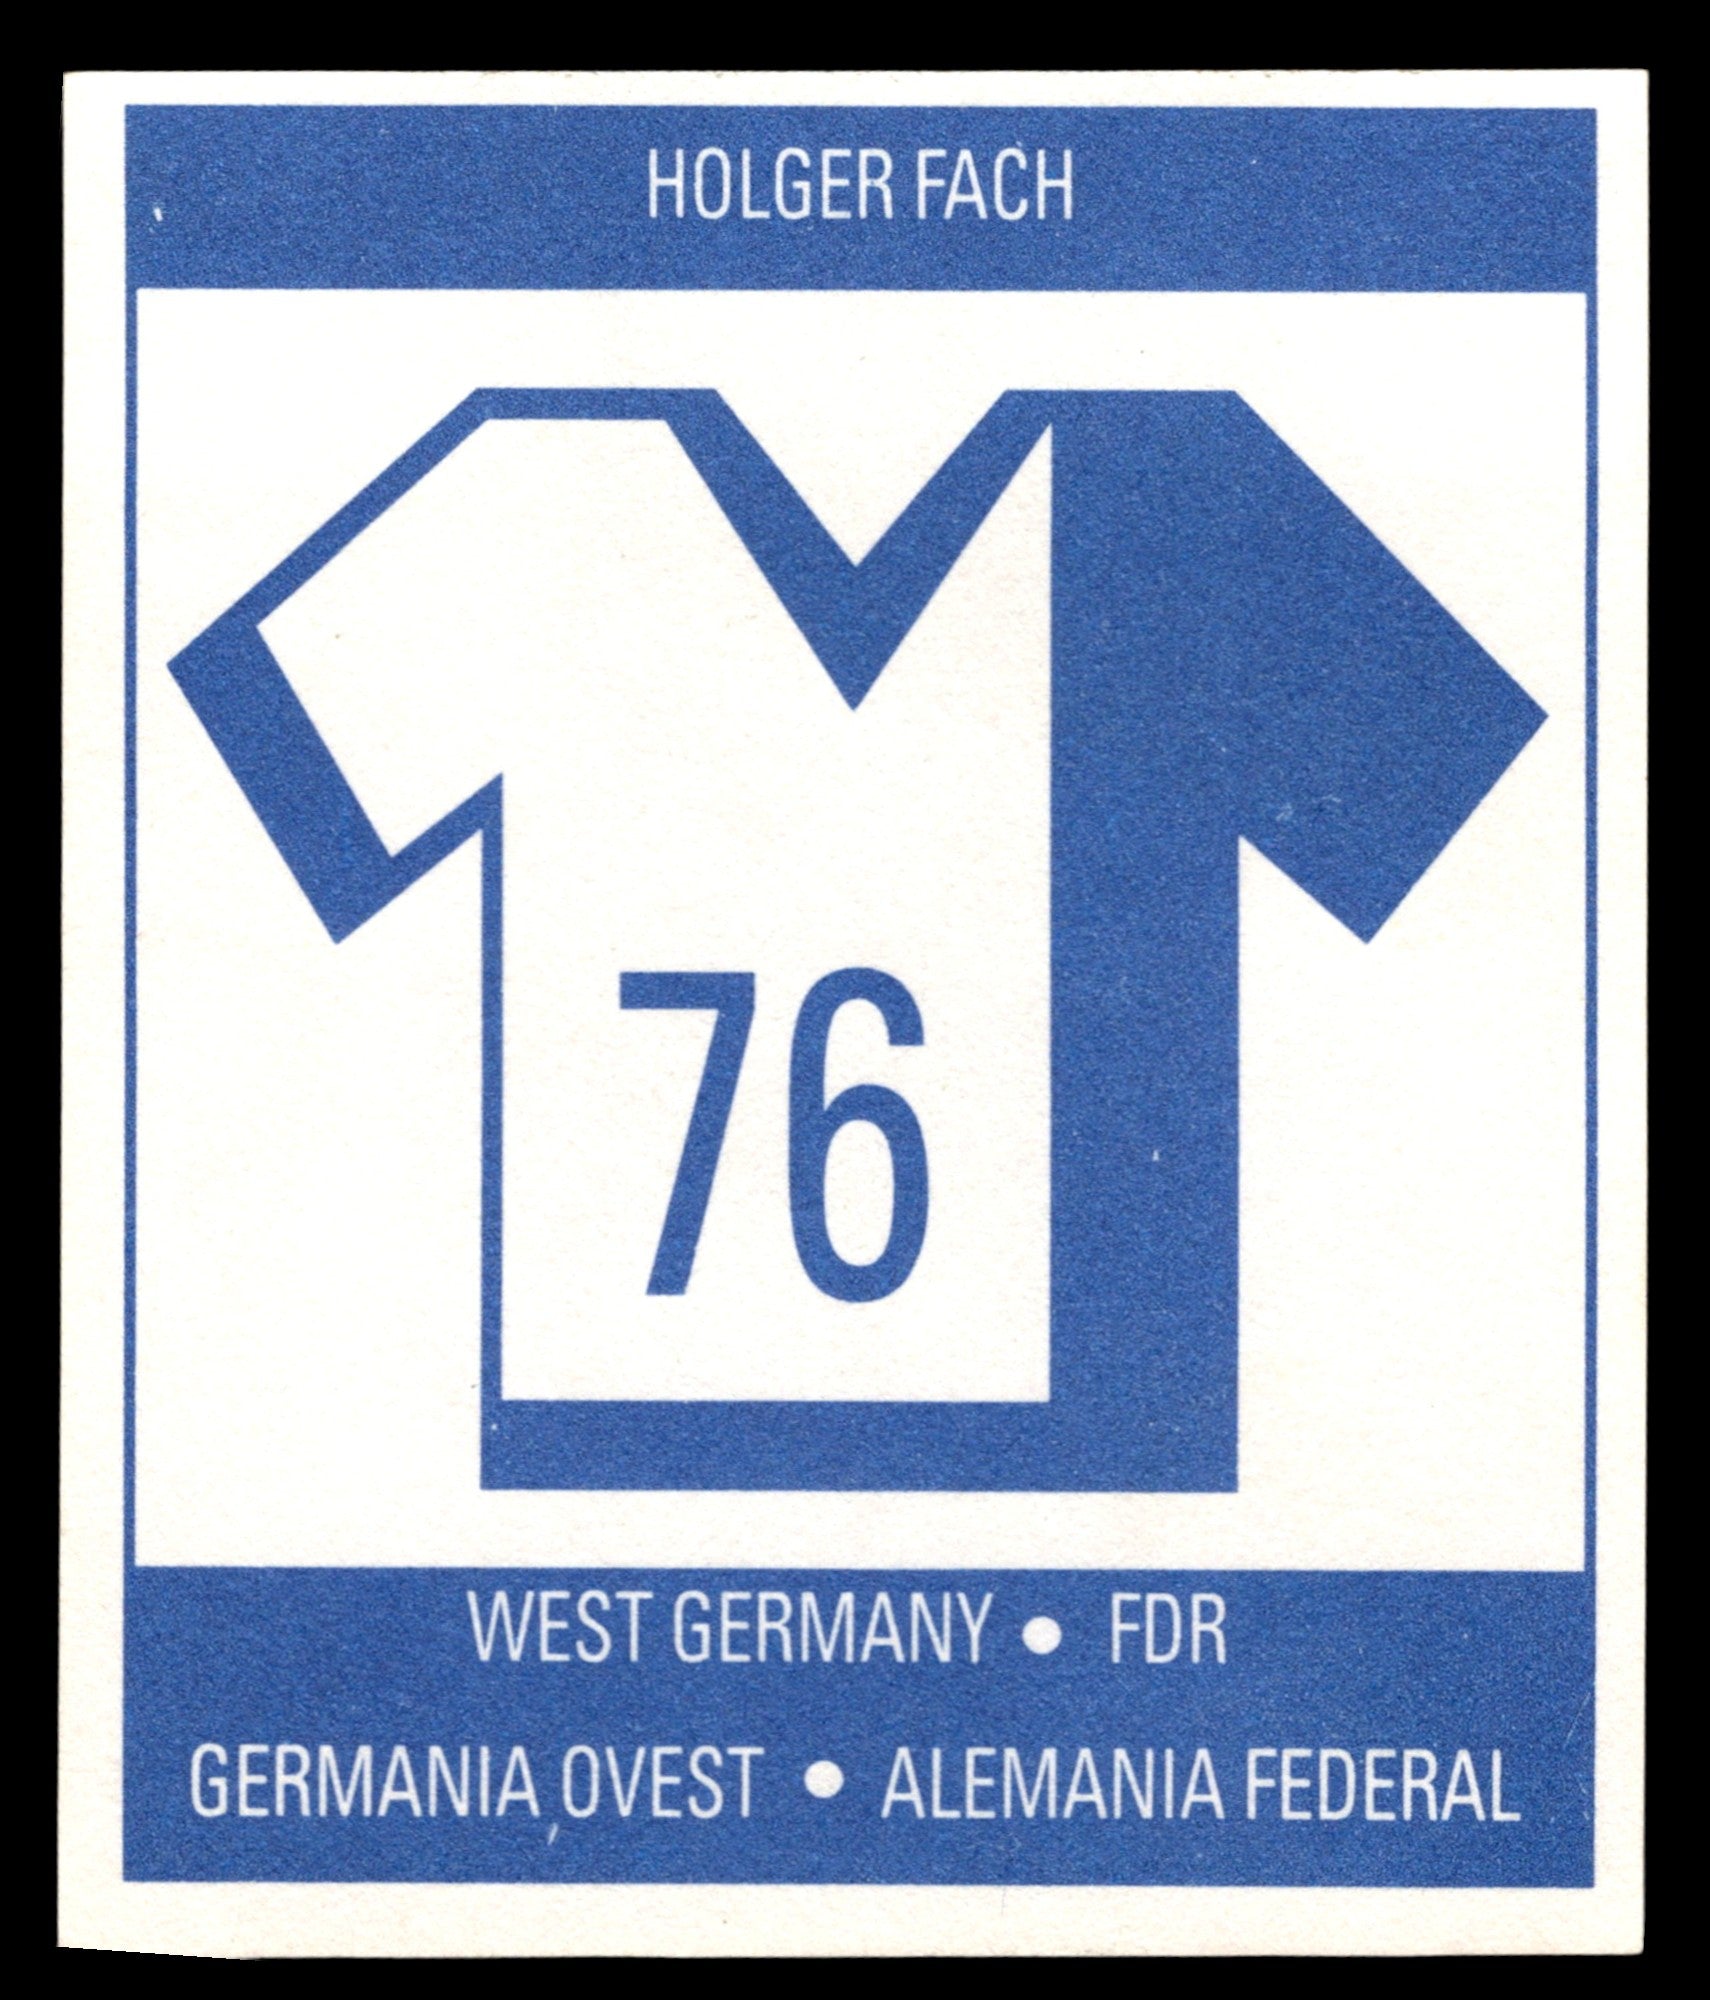 HOLGER FACH
76
WEST GERMANY • FDR
GERMANIA OVEST • ALEMANIA FEDERAL